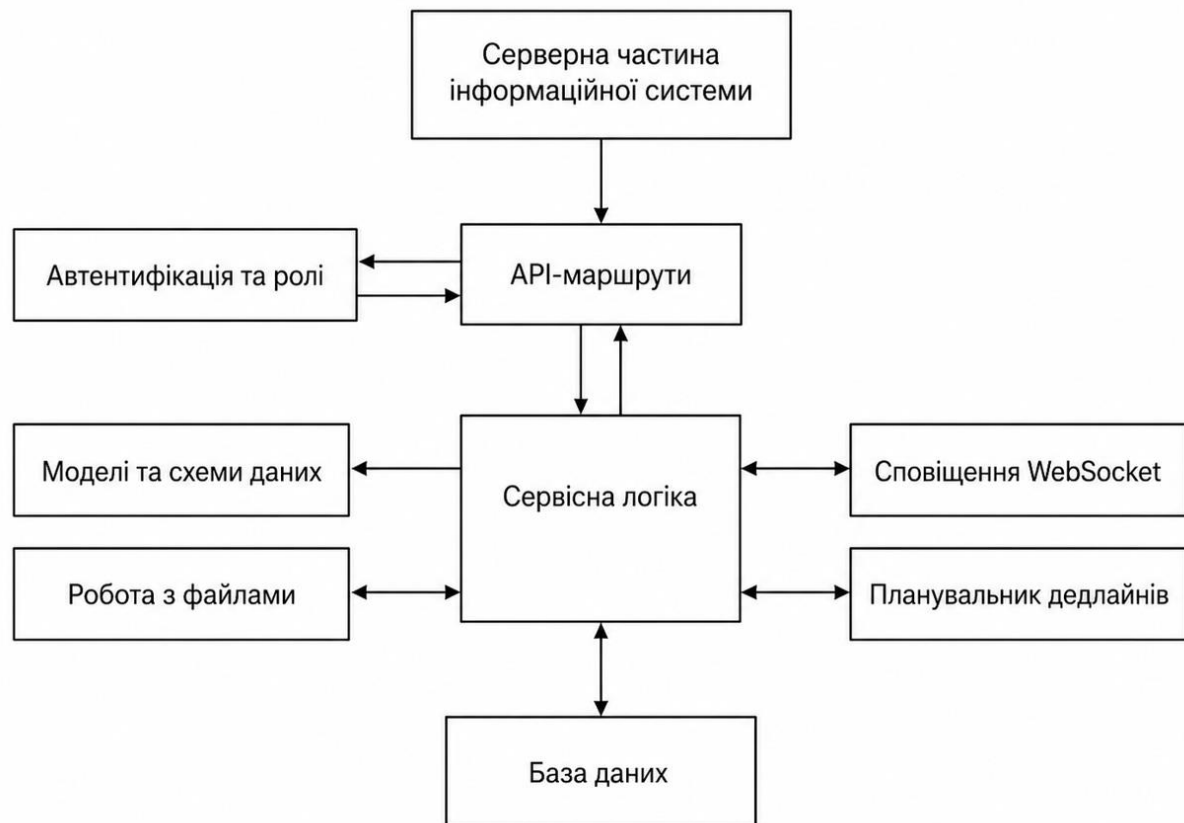 Серверна частина
інформаційної системи
Автентифікація та ролі
API-маршрути
Моделі та схеми даних
Сервісна логіка
Сповіщення WebSocket
Робота з файлами
Планувальник дедлайнів
База даних